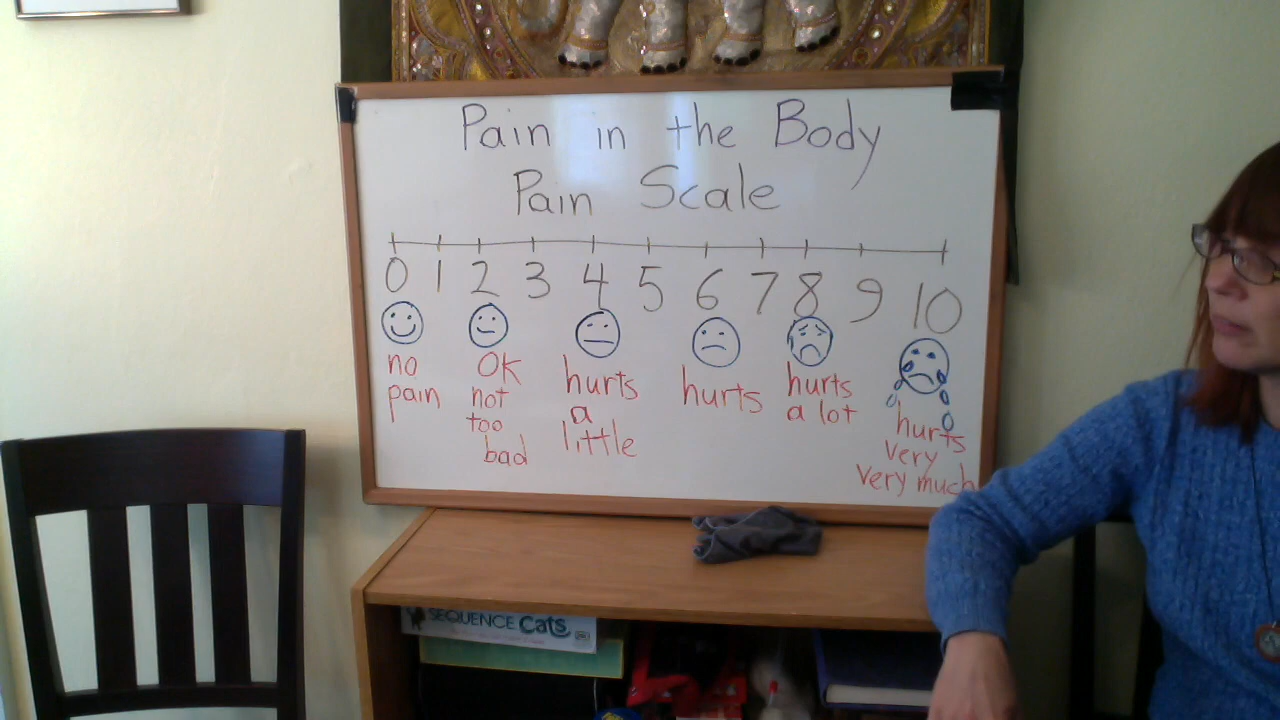 Pain in the Body
Pain Scale
0 1 2 3 4 5 6 7 8 9 10
no
pain
OK
not
too
bad
hurts
a
little
hurts
hurts
a lot
hurts
very
very much
SEQUENCE Cats